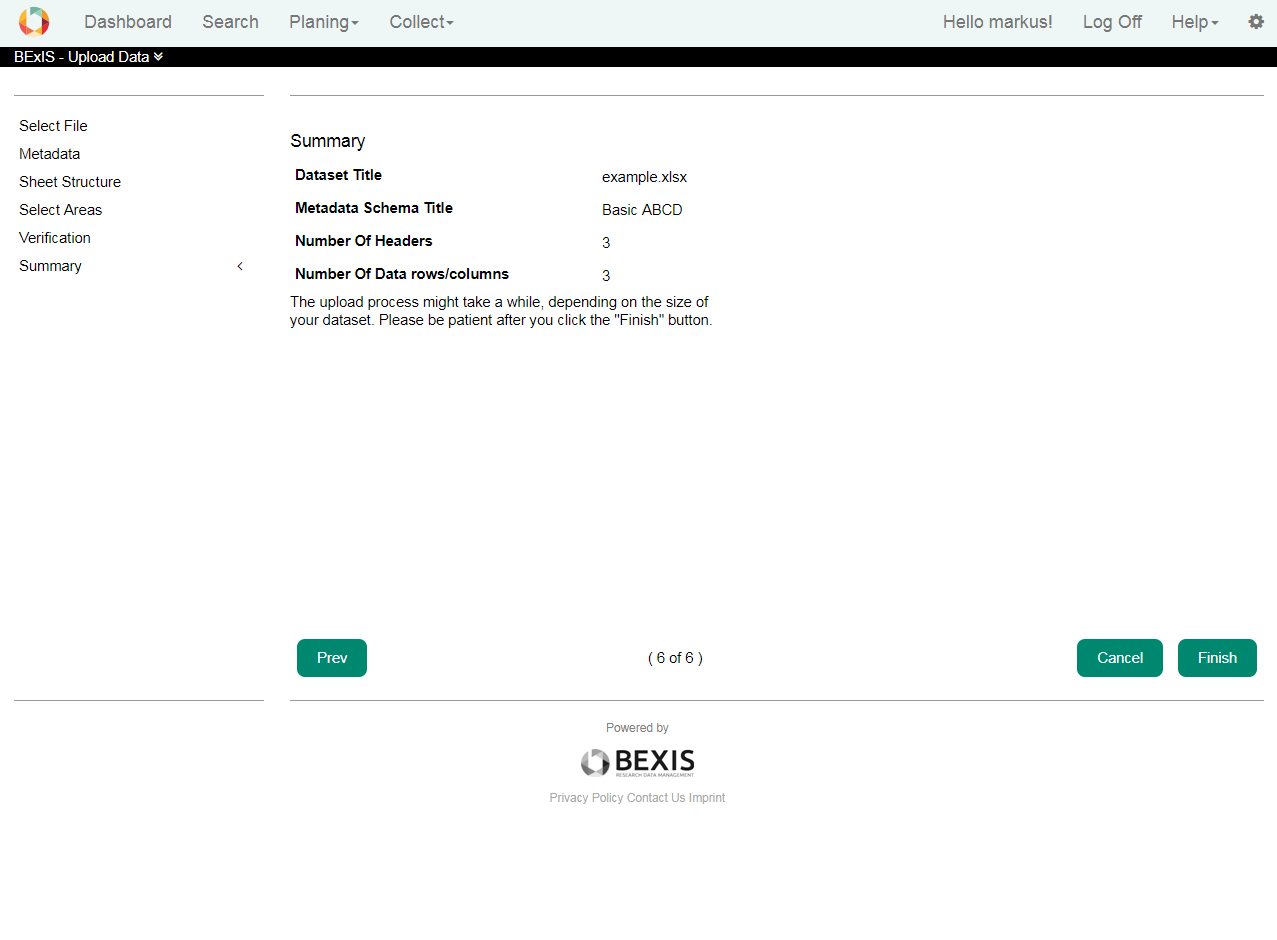 Dashboard Search Planing Collect Hello markus! Log Off Help
BExIS - Upload Data
Select File
Metadata
Sheet Structure
Select Areas
Verification
Summary <
Summary
Dataset Title example.xlsx
Metadata Schema Title Basic ABCD
Number Of Headers 3
Number Of Data rows/columns 3
The upload process might take a while, depending on the size of
your dataset. Please be patient after you click the "Finish" button.
Prev ( 6 of 6 ) Cancel Finish
Powered by
BEXIS
RESEARCH DATA MANAGEMENT
Privacy Policy Contact Us Imprint